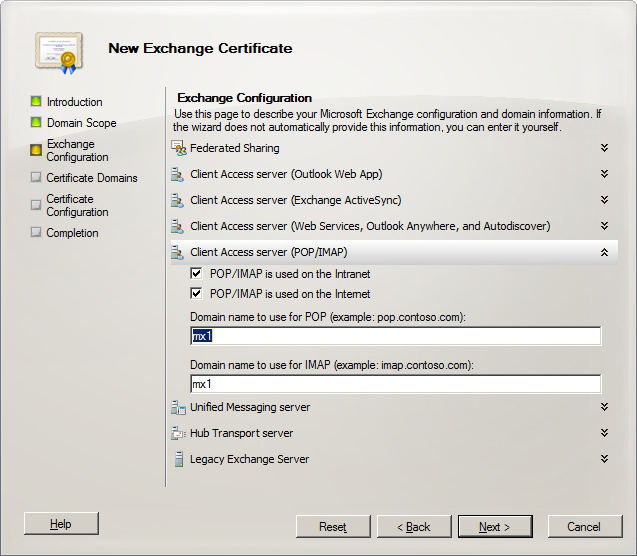 New Exchange Certificate
Introduction
Domain Scope
Exchange
Configuration
Certificate Domains
Certificate
Configuration
Completion
Exchange Configuration
Use this page to describe your Microsoft Exchange configuration and domain information. If
the wizard does not automatically provide this information, you can enter it yourself.
Federated Sharing
Client Access server (Outlook Web App)
Client Access server (Exchange ActiveSync)
Client Access server (Web Services, Outlook Anywhere, and Autodiscover)
Client Access server (POP/IMAP)
POP/IMAP is used on the Intranet
POP/IMAP is used on the Internet
Domain name to use for POP (example: pop.contoso.com):
mx1
Domain name to use for IMAP (example: imap.contoso.com):
mx1
Unified Messaging server
Hub Transport server
Legacy Exchange Server
Help
Reset
< Back
Next >
Cancel